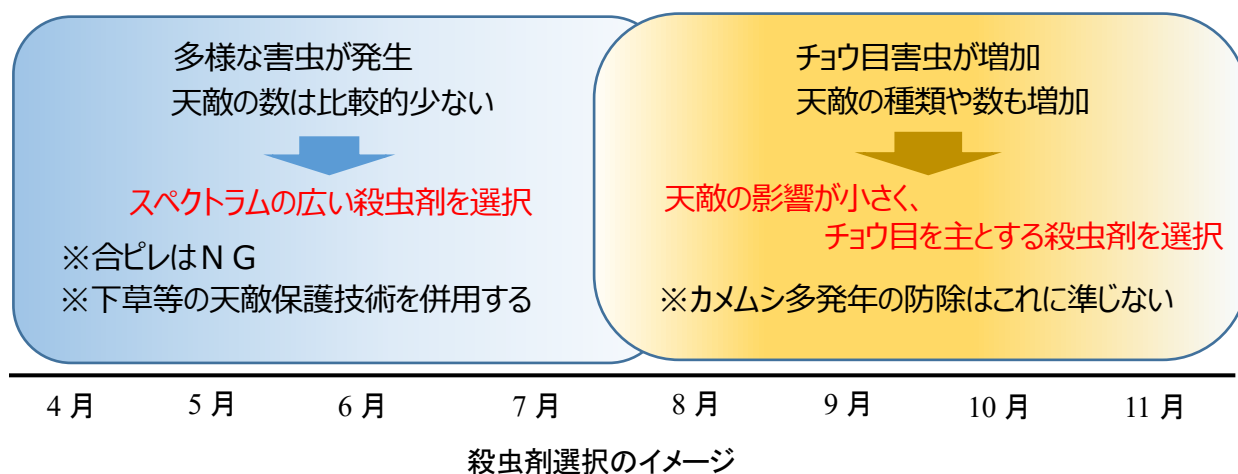 多様な害虫が発生
天敵の数は比較的少ない
スペクトラムの広い殺虫剤を選択
※合ピレはＮＧ
※下草等の天敵保護技術を併用する
チョウ目害虫が増加
天敵の種類や数も増加
天敵の影響が小さく、
チョウ目を主とする殺虫剤を選択
※カメムシ多発年の防除はこれに準じない
4月 5月 6月 7月 8月 9月 10月 11月
殺虫剤選択のイメージ